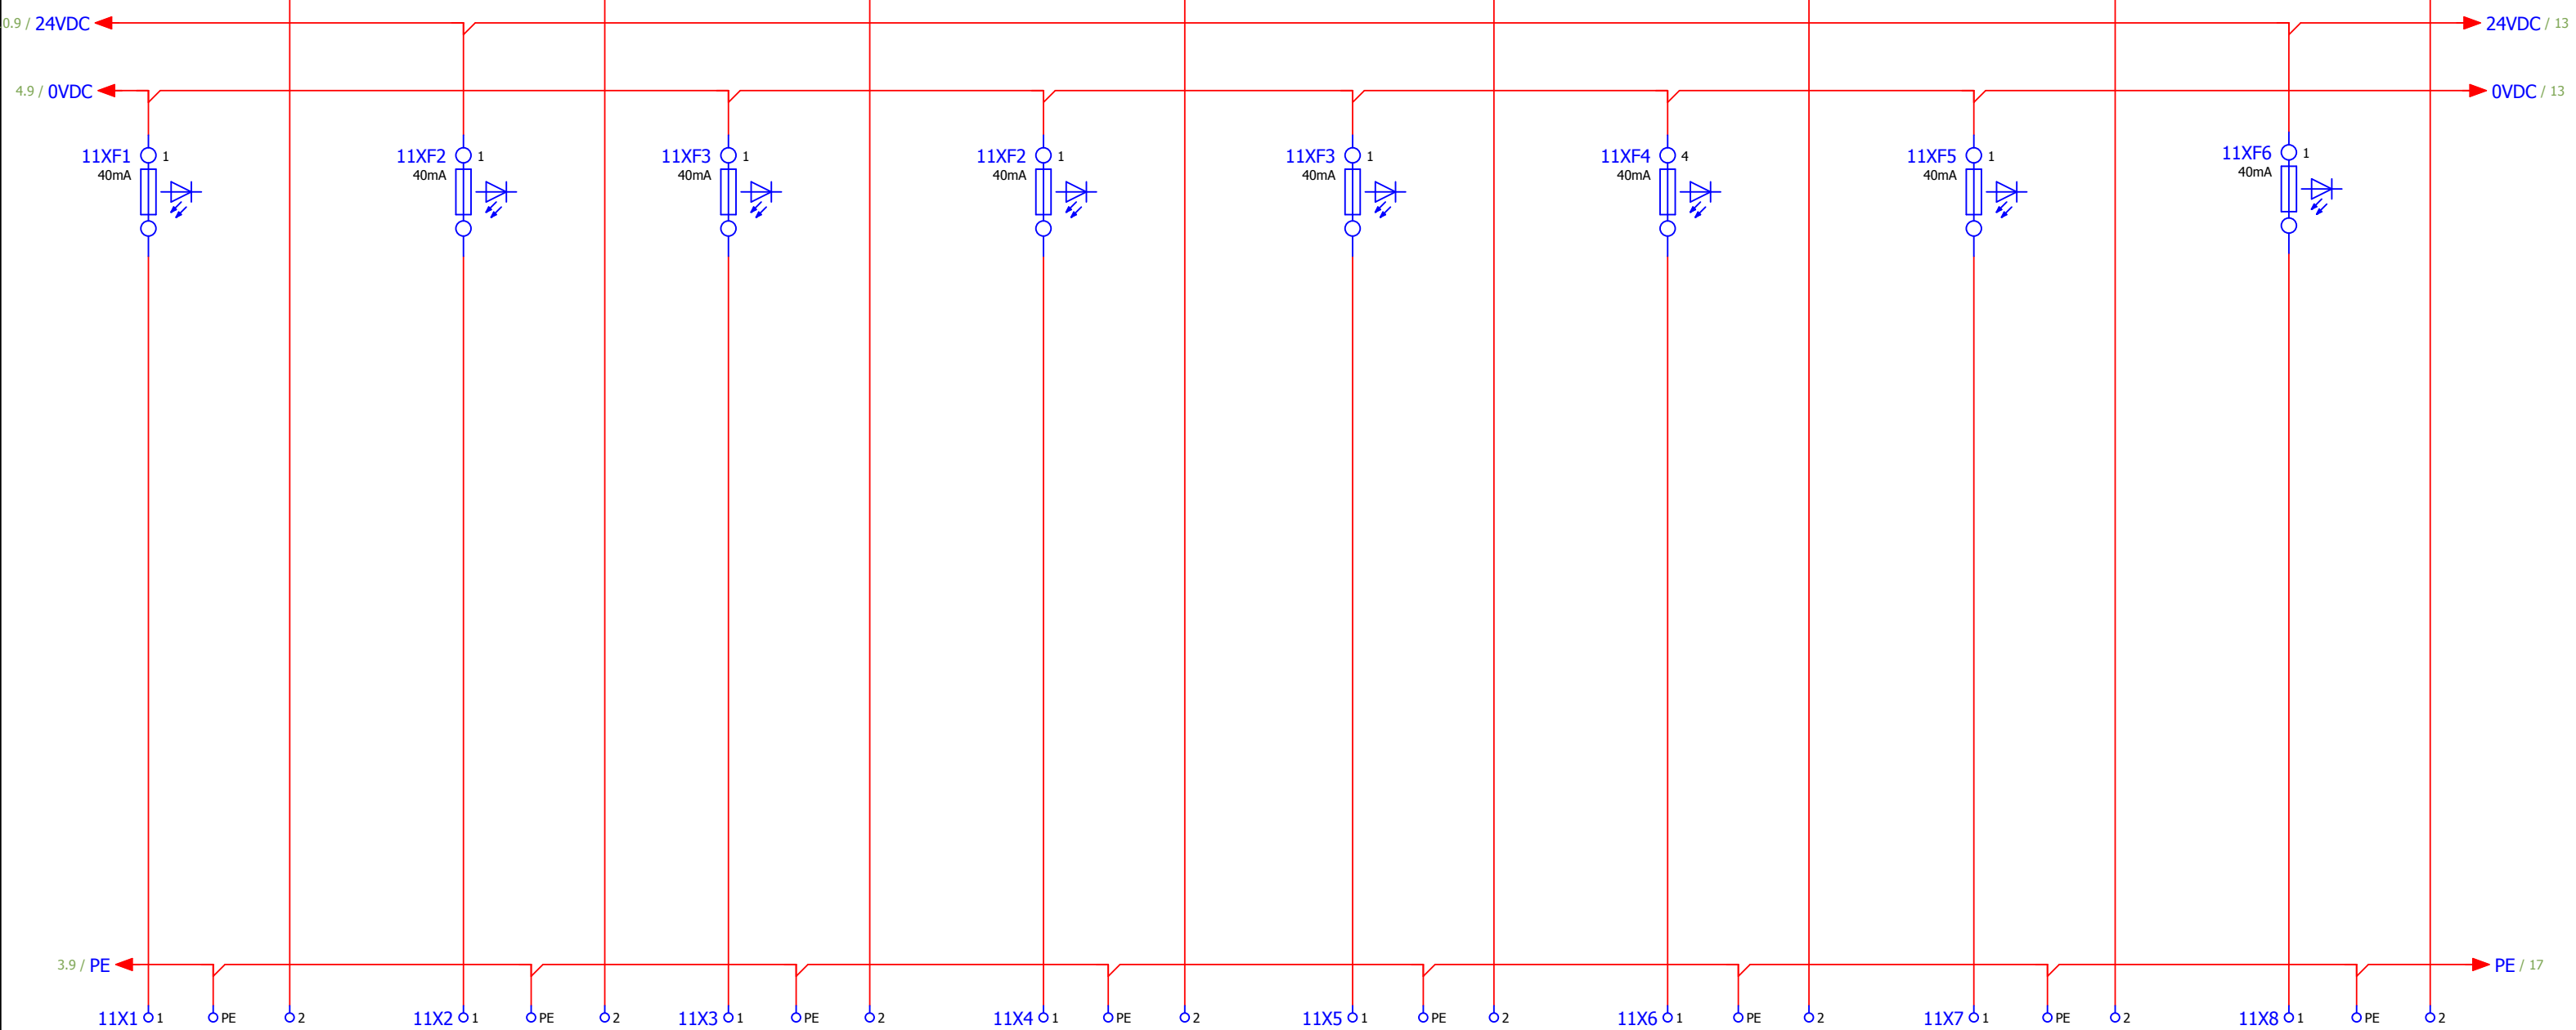 0.9 / 24VDC
24VDC / 13
4.9 / 0VDC
0VDC / 13
11XF1 1
40mA
11XF2 1
40mA
11XF3 1
40mA
11XF2 1
40mA
11XF3 1
40mA
11XF4 4
40mA
11XF5 1
40mA
11XF6 1
40mA
3.9 / PE
PE / 17
11X1 1 PE 2
11X2 1 PE 2
11X3 1 PE 2
11X4 1 PE 2
11X5 1 PE 2
11X6 1 PE 2
11X7 1 PE 2
11X8 1 PE 2